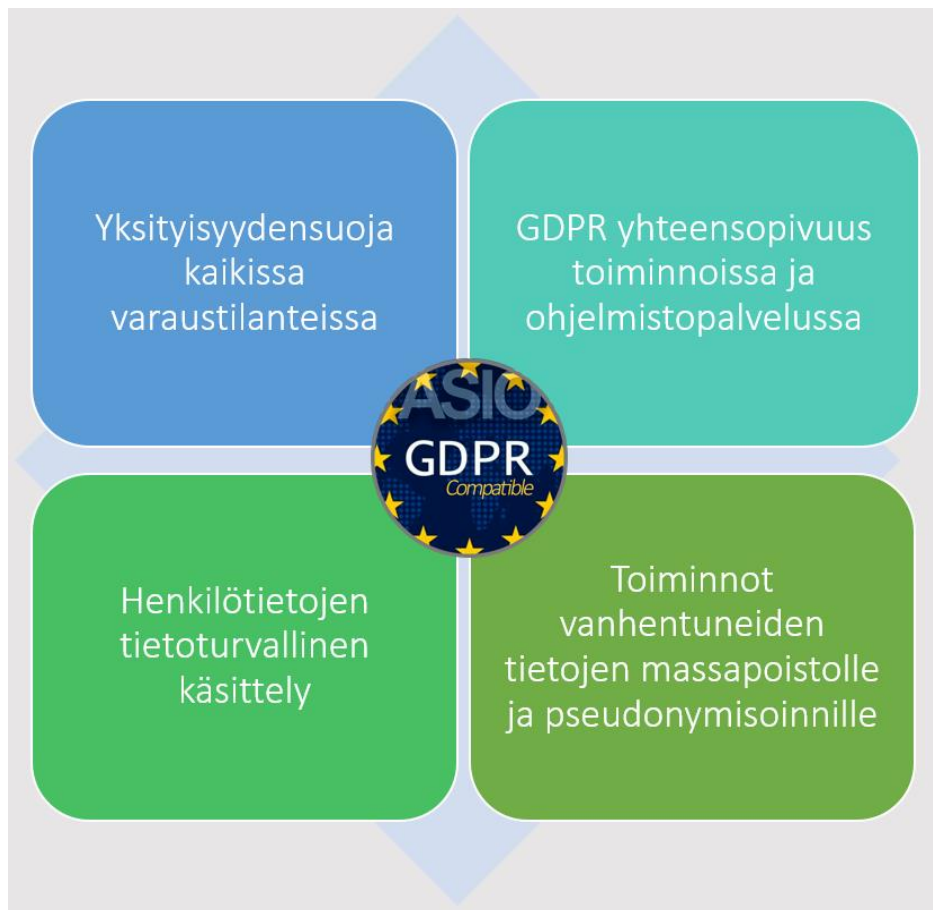 Yksityisyydensuoja
kaikissa
varaustilanteissa
GDPR yhteensopivuus
toiminnoissa ja
ohjelmistopalvelussa
ASIO
GDPR
Compatible
Henkilötietojen
tietoturvallinen
käsittely
Toiminnot
vanhentuneiden
tietojen massapoistolle
ja pseudonymisoinnille